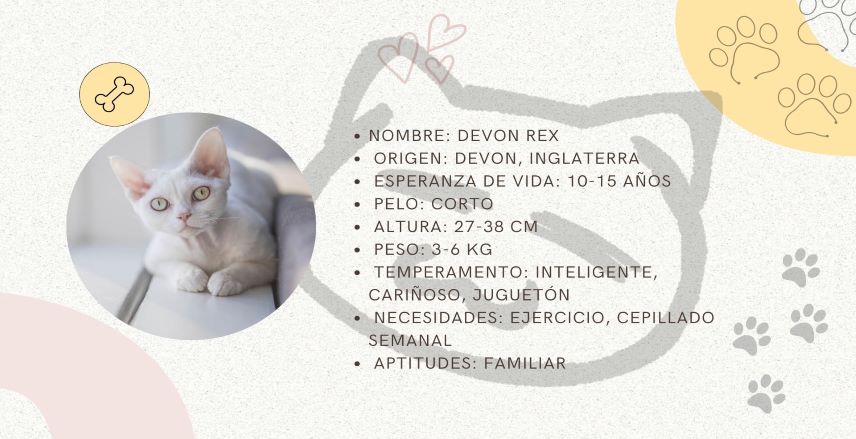 • NOMBRE: DEVON REX
• ORIGEN: DEVON, INGLATERRA
• ESPERANZA DE VIDA: 10-15 AÑOS
• PELO: CORTO
• ALTURA: 27-38 CM
• PESO: 3-6 KG
• TEMPERAMENTO: INTELIGENTE,
CARIÑOSO, JUGUETÓN
• NECESIDADES: EJERCICIO, CEPILLADO
SEMANAL
• APTITUDES: FAMILIAR